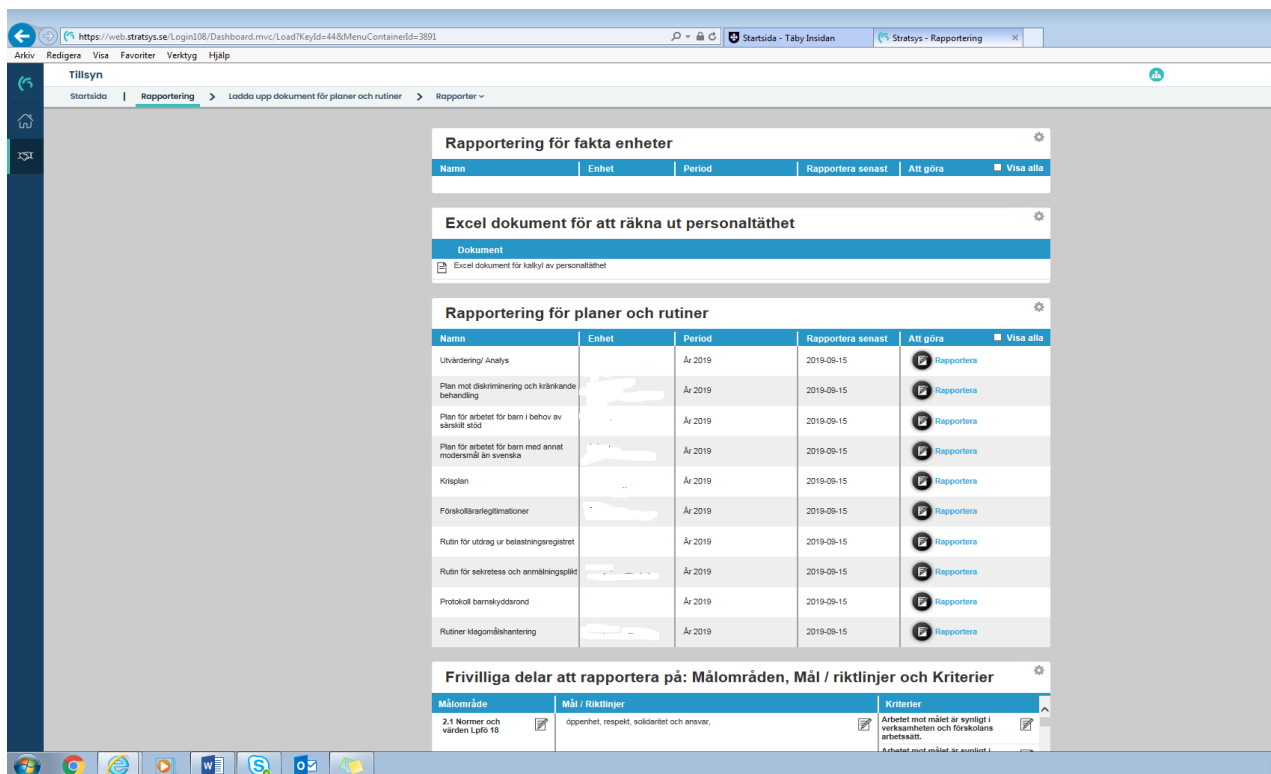 https://web.stratsys.se/Login108/Dashboard.mvc/Load?KeyId=44&MenuContainerId=3891
Startsida - Täby Insidan
Stratsys - Rapportering
Arkiv Redigera Visa Favoriter Verktyg Hjälp
Tillsyn
Startsida | Rapportering > Ladda upp dokument för planer och rutiner > Rapporter
Rapportering för fakta enheter
Namn Enhet Period Rapportera senast Att göra Visa alla
Excel dokument för att räkna ut personaltäthet
Dokument
Excel dokument för kalkyl av personaltäthet
Rapportering för planer och rutiner
Namn Enhet Period Rapportera senast Att göra Visa alla
Utvärdering/ Analys År 2019 2019-09-15 Rapportera
Plan mot diskriminering och kränkande
behandling År 2019 2019-09-15 Rapportera
Plan för arbetet för barn i behov av
särskilt stöd År 2019 2019-09-15 Rapportera
Plan för arbetet för barn med annat
modersmål än svenska År 2019 2019-09-15 Rapportera
Krisplan År 2019 2019-09-15 Rapportera
Förskollärarlegitimationer År 2019 2019-09-15 Rapportera
Rutin för utdrag ur belastningsregistret År 2019 2019-09-15 Rapportera
Rutin för sekretess och anmälningsplikt År 2019 2019-09-15 Rapportera
Protokoll barnskyddsrond År 2019 2019-09-15 Rapportera
Rutiner klagomålshantering År 2019 2019-09-15 Rapportera
Frivilliga delar att rapportera på: Målområden, Mål / riktlinjer och Kriterier
Målområde Mål / Riktlinjer Kriterier
2.1 Normer och
värden Lpfö 18
öppenhet, respekt, solidaritet och ansvar,
Arbetet mot målet är synligt i
verksamheten och förskolans
arbetssätt.
Arbetet mot målet är synligt i